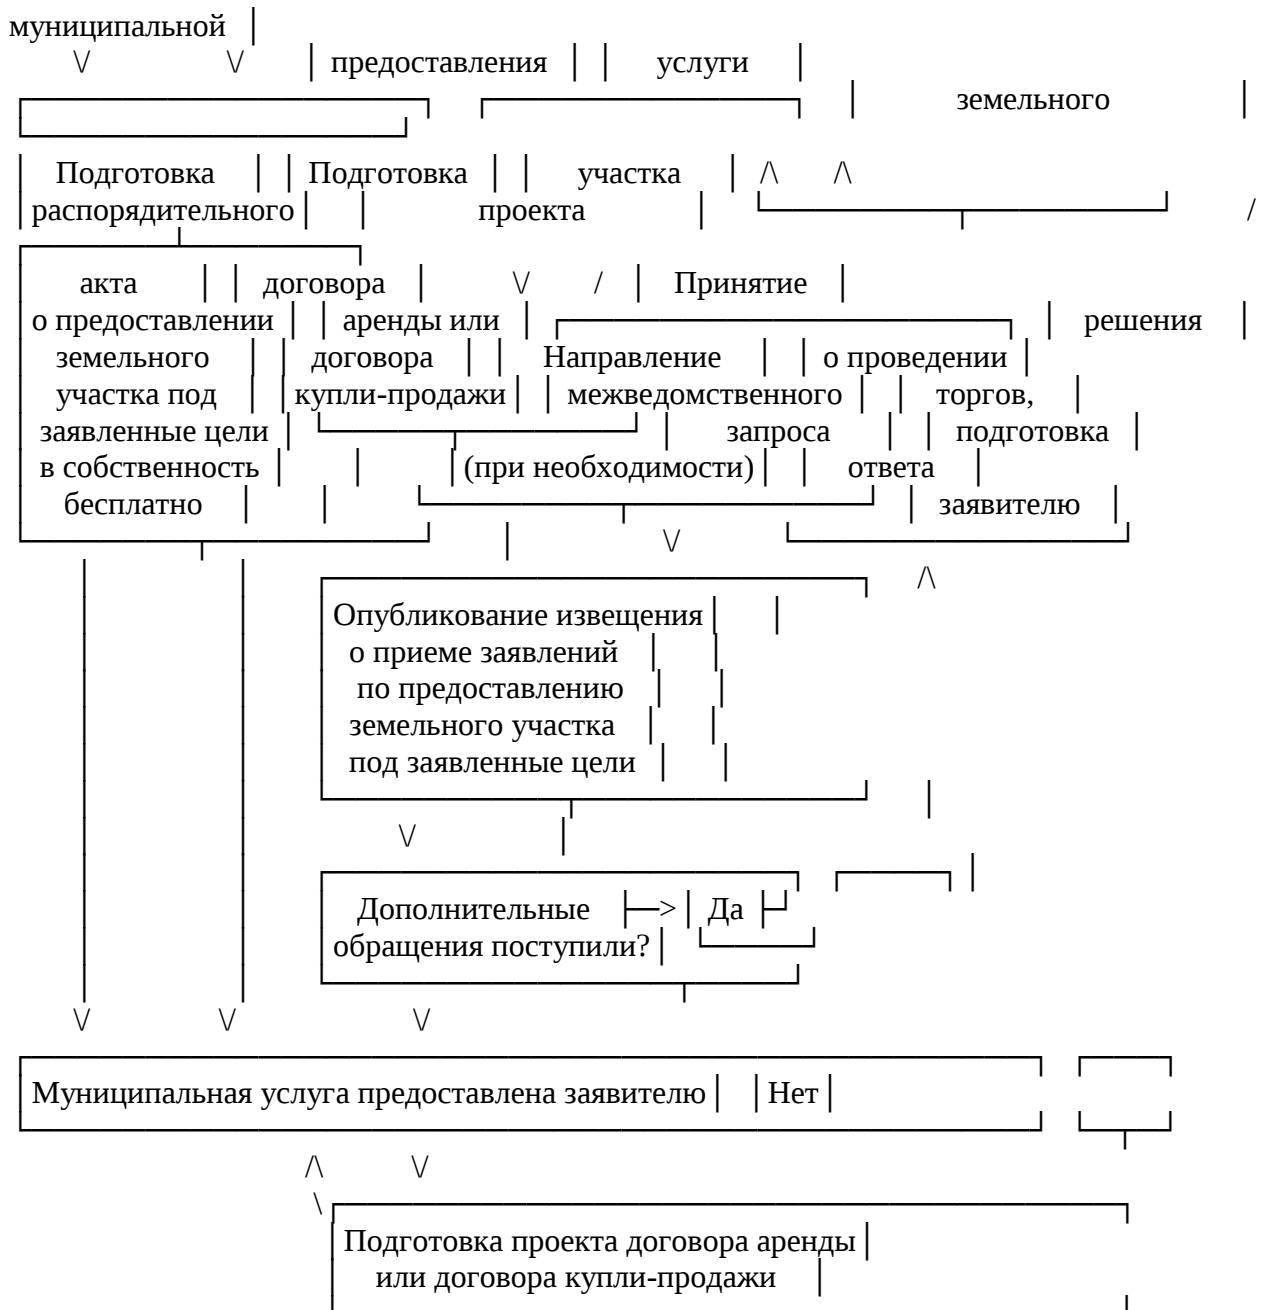 муниципальной │
\/ \/ │ предоставления │ │ услуги │
┌──────────────────┐ ┌──────────────┐ │ земельного │
└─────────────────┘
│ Подготовка │ │ Подготовка │ │ участка │ /\ /\
│распорядительного│ │ проекта │ └─────────┬─────────┘ /
┌───────┴────────┐
│ акта │ │ договора │ \/ / │ Принятие │
│о предоставлении │ │ аренды или │ ┌────────────────────┐ │ решения │
│ земельного │ │ договора │ │ Направление │ │ о проведении │
│ участка под │ │купли-продажи│ │ межведомственного │ │ торгов, │
│ заявленные цели │ └──────┬────────┘ │ запроса │ │ подготовка │
│ в собственность │ │ │(при необходимости)│ │ ответа │
│ бесплатно │ │ └─────────┬───────────┘ │ заявителю │
└────────┬──────────┘ │ \/ └───────────────┘
│ │ ┌────────────────────────┐ /\
│ │ │Опубликование извещения│ │
│ │ │ о приеме заявлений │ │
│ │ │ по предоставлению │ │
│ │ │ земельного участка │ │
│ │ │ под заявленные цели │ │
│ │ └───────────┬─────────────┘ │
│ │ \/ │
│ │ ┌─────────────────────┐ ┌─────┐ │
│ │ │ Дополнительные ├─>│ Да ├┘
│ │ │обращения поступили?│ └─────┘
│ │ └────────────────┬─────┘
\/ \/ \/
┌─────────────────────────────────────────────┐ ┌────┐
│Муниципальная услуга предоставлена заявителю│ │Нет│
└─────────────────────────────────────────────┘ └─┬──┘
/\ \/
\┌───────────────────────────────────┐
│Подготовка проекта договора аренды│
│ или договора купли-продажи │